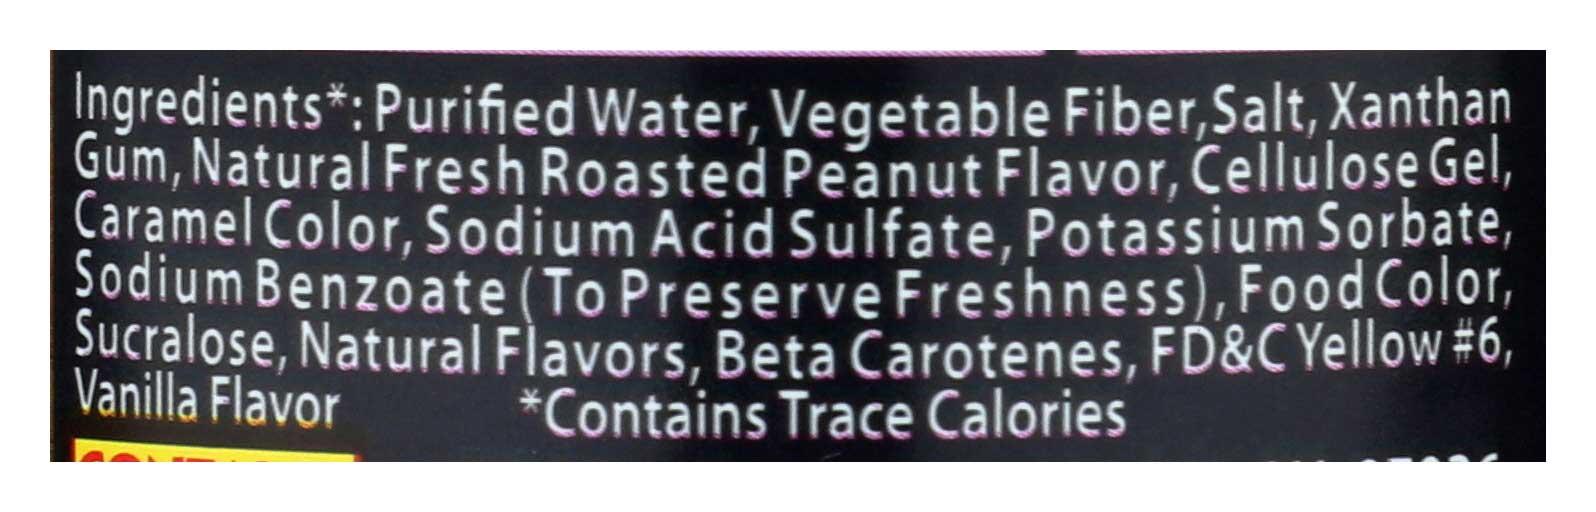 Ingredients*: Purified Water, Vegetable Fiber, Salt, Xanthan
Gum, Natural Fresh Roasted Peanut Flavor, Cellulose Gel,
Caramel Color, Sodium Acid Sulfate, Potassium Sorbate,
Sodium Benzoate (To Preserve Freshness), Food Color,
Sucralose, Natural Flavors, Beta Carotenes, FD&C Yellow #6,
Vanilla Flavor *Contains Trace Calories